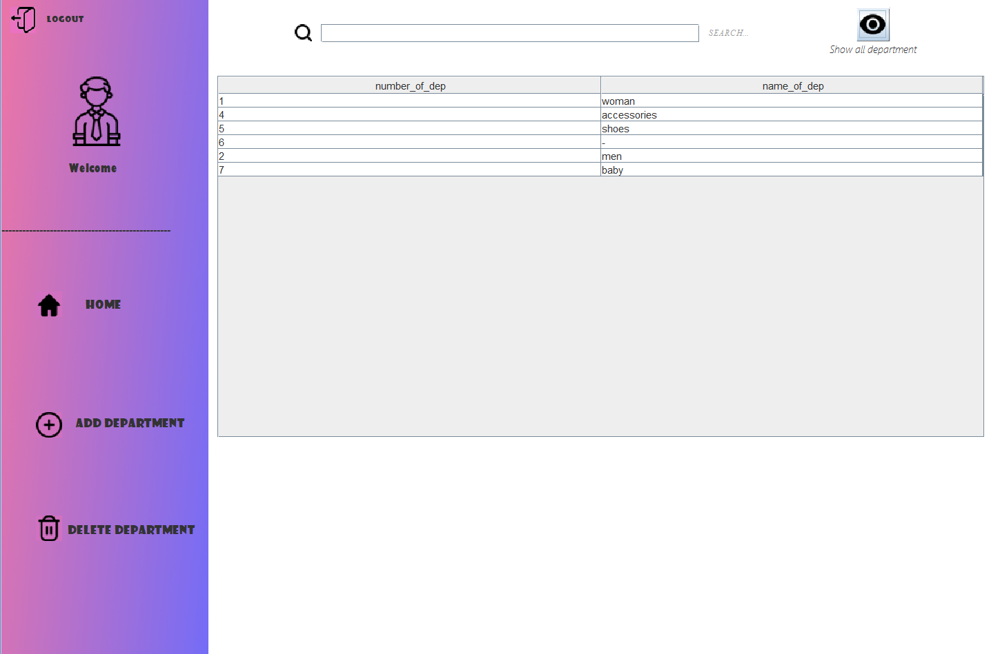 LOGOUT
Welcome
--------------------------------------------------
HOME
ADD DEPARTMENT
DELETE DEPARTMENT
SEARCH...
Show all department
number_of_dep name_of_dep
1 woman
4 accessories
5 shoes
6 -
2 men
7 baby